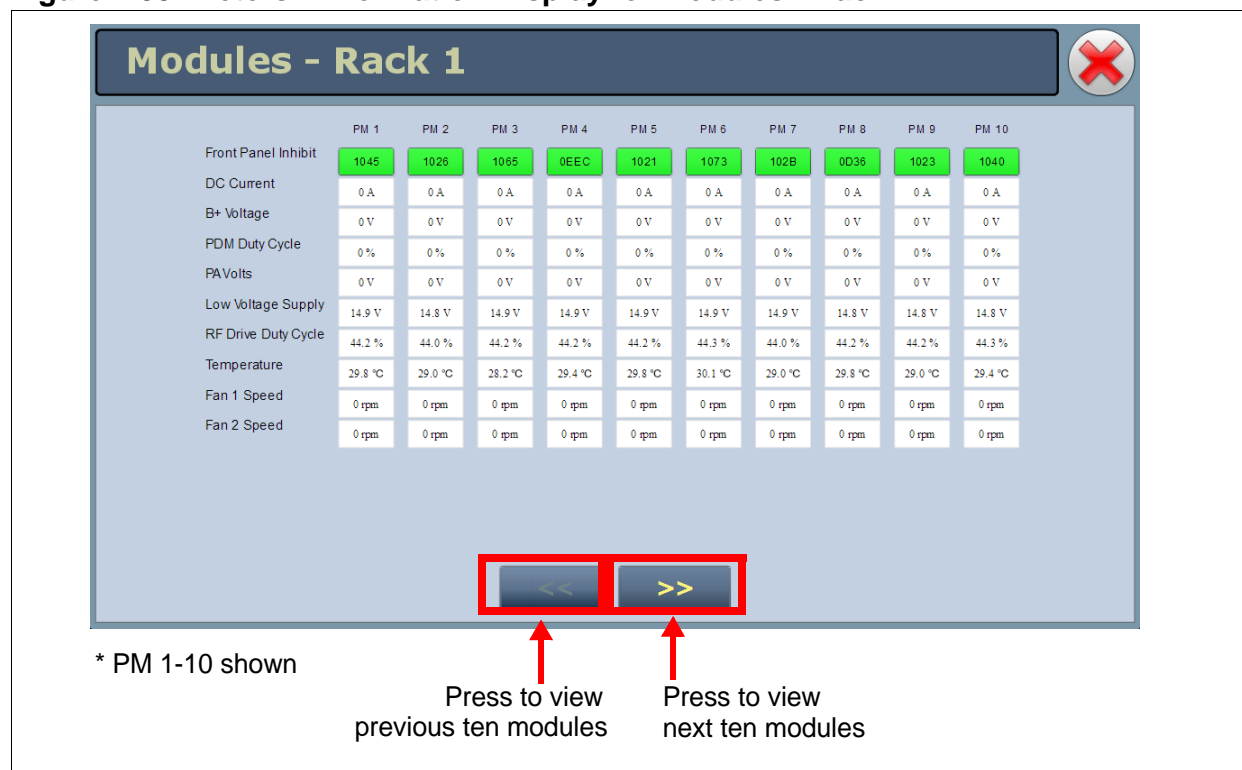 Modules - Rack 1
PM 1 PM 2 PM 3 PM 4 PM 5 PM 6 PM 7 PM 8 PM 9 PM 10
Front Panel Inhibit 1045 1026 1065 0EEC 1021 1073 102B 0D36 1023 1040
DC Current 0 A 0 A 0 A 0 A 0 A 0 A 0 A 0 A 0 A 0 A
B+ Voltage 0 V 0 V 0 V 0 V 0 V 0 V 0 V 0 V 0 V 0 V
PDM Duty Cycle 0 % 0 % 0 % 0 % 0 % 0 % 0 % 0 % 0 % 0 %
PA Volts 0 V 0 V 0 V 0 V 0 V 0 V 0 V 0 V 0 V 0 V
Low Voltage Supply 14.9 V 14.8 V 14.9 V 14.9 V 14.9 V 14.9 V 14.9 V 14.8 V 14.8 V 14.8 V
RF Drive Duty Cycle 44.2 % 44.0 % 44.2 % 44.2 % 44.2 % 44.3 % 44.0 % 44.2 % 44.2 % 44.3 %
Temperature 29.8 °C 29.0 °C 28.2 °C 29.4 °C 29.8 °C 30.1 °C 29.0 °C 29.8 °C 29.0 °C 29.4 °C
Fan 1 Speed 0 rpm 0 rpm 0 rpm 0 rpm 0 rpm 0 rpm 0 rpm 0 rpm 0 rpm 0 rpm
Fan 2 Speed 0 rpm 0 rpm 0 rpm 0 rpm 0 rpm 0 rpm 0 rpm 0 rpm 0 rpm 0 rpm
<< >>
* PM 1-10 shown
Press to view
previous ten modules
Press to view
next ten modules